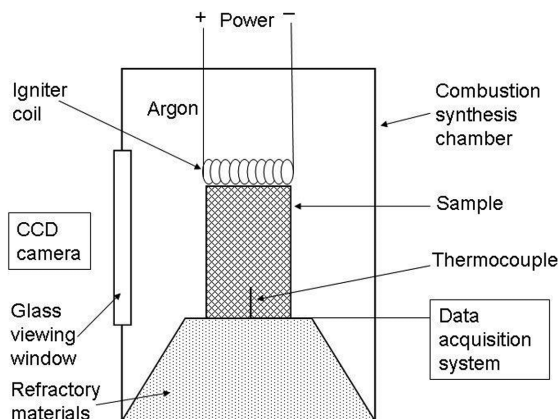 + Power −
Igniter
coil
Argon
Combustion
synthesis
chamber
Sample
CCD
camera
Thermocouple
Glass
viewing
window
Data
acquisition
system
Refractory
materials